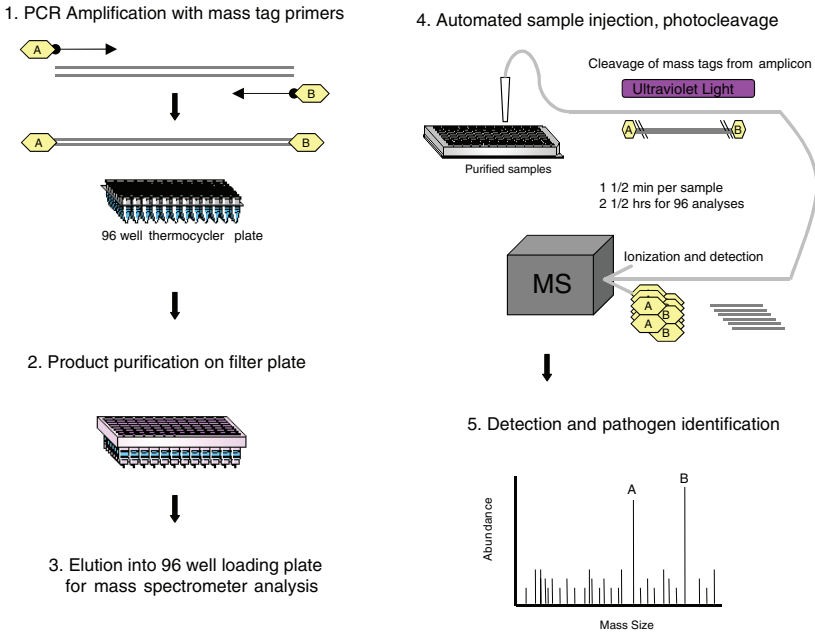 1. PCR Amplification with mass tag primers
A
B
A
B
96 well thermocycler plate
2. Product purification on filter plate
3. Elution into 96 well loading plate
for mass spectrometer analysis
4. Automated sample injection, photocleavage
Cleavage of mass tags from amplicon
Ultraviolet Light
A
B
Purified samples
1 1/2 min per sample
2 1/2 hrs for 96 analyses
Ionization and detection
MS
A
B
A
B
5. Detection and pathogen identification
A
B
Abundance
Mass Size